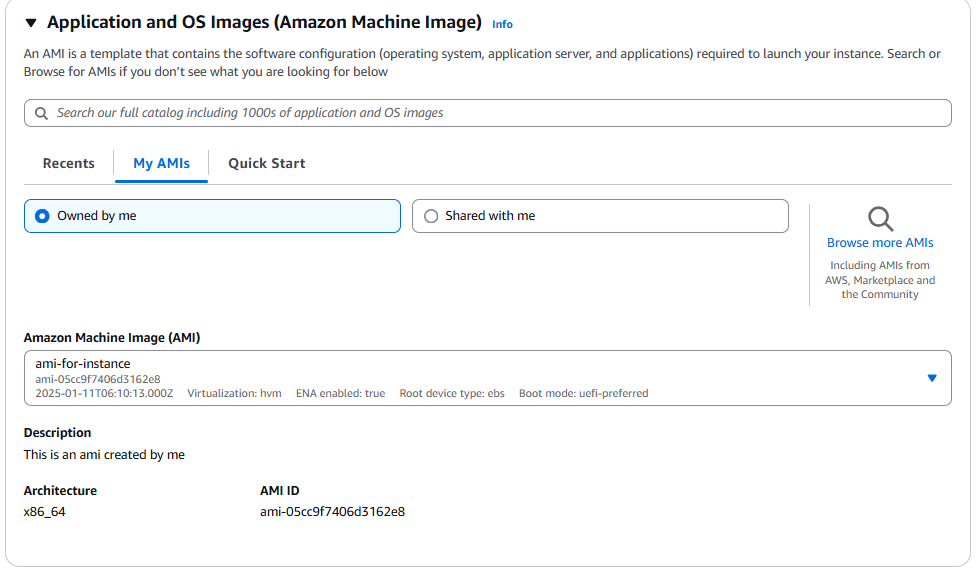 Application and OS Images (Amazon Machine Image) Info
An AMI is a template that contains the software configuration (operating system, application server, and applications) required to launch your instance. Search or
Browse for AMIs if you don’t see what you are looking for below
Search our full catalog including 1000s of application and OS images
Recents My AMIs Quick Start
Owned by me Shared with me
Browse more AMIs
Including AMIs from
AWS, Marketplace and
the Community
Amazon Machine Image (AMI)
ami-for-instance
ami-05cc9f7406d3162e8
2025-01-11T06:10:13.000Z Virtualization: hvm ENA enabled: true Root device type: ebs Boot mode: uefi-preferred
Description
This is an ami created by me
Architecture AMI ID
x86_64 ami-05cc9f7406d3162e8